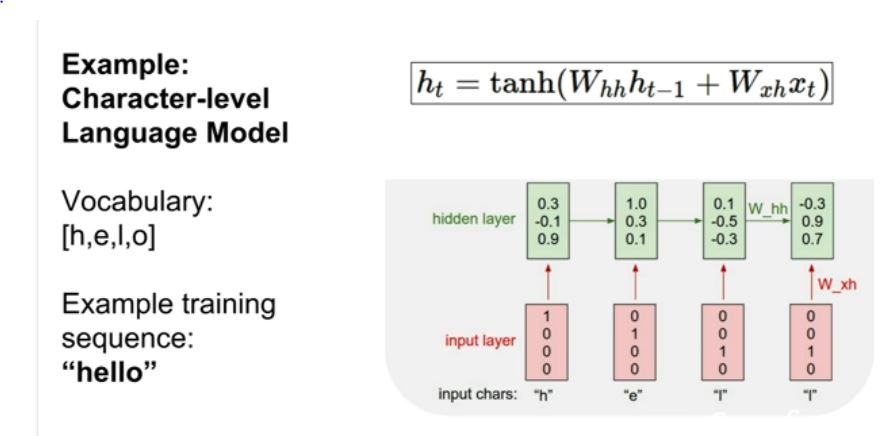 Example:
Character-level
Language Model
Vocabulary:
[h,e,l,o]
Example training
sequence:
“hello”
h_t = tanh(W_{hh}h_{t−1} + W_{xh}x_t)
hidden layer
0.3 1.0 0.1 W_hh -0.3
-0.1 0.3 -0.5 0.9
0.9 0.1 -0.3 0.7
W_xh
input layer
1 0 0 0
0 1 0 0
0 0 1 1
0 0 0 0
input chars: “h” “e” “l” “l”